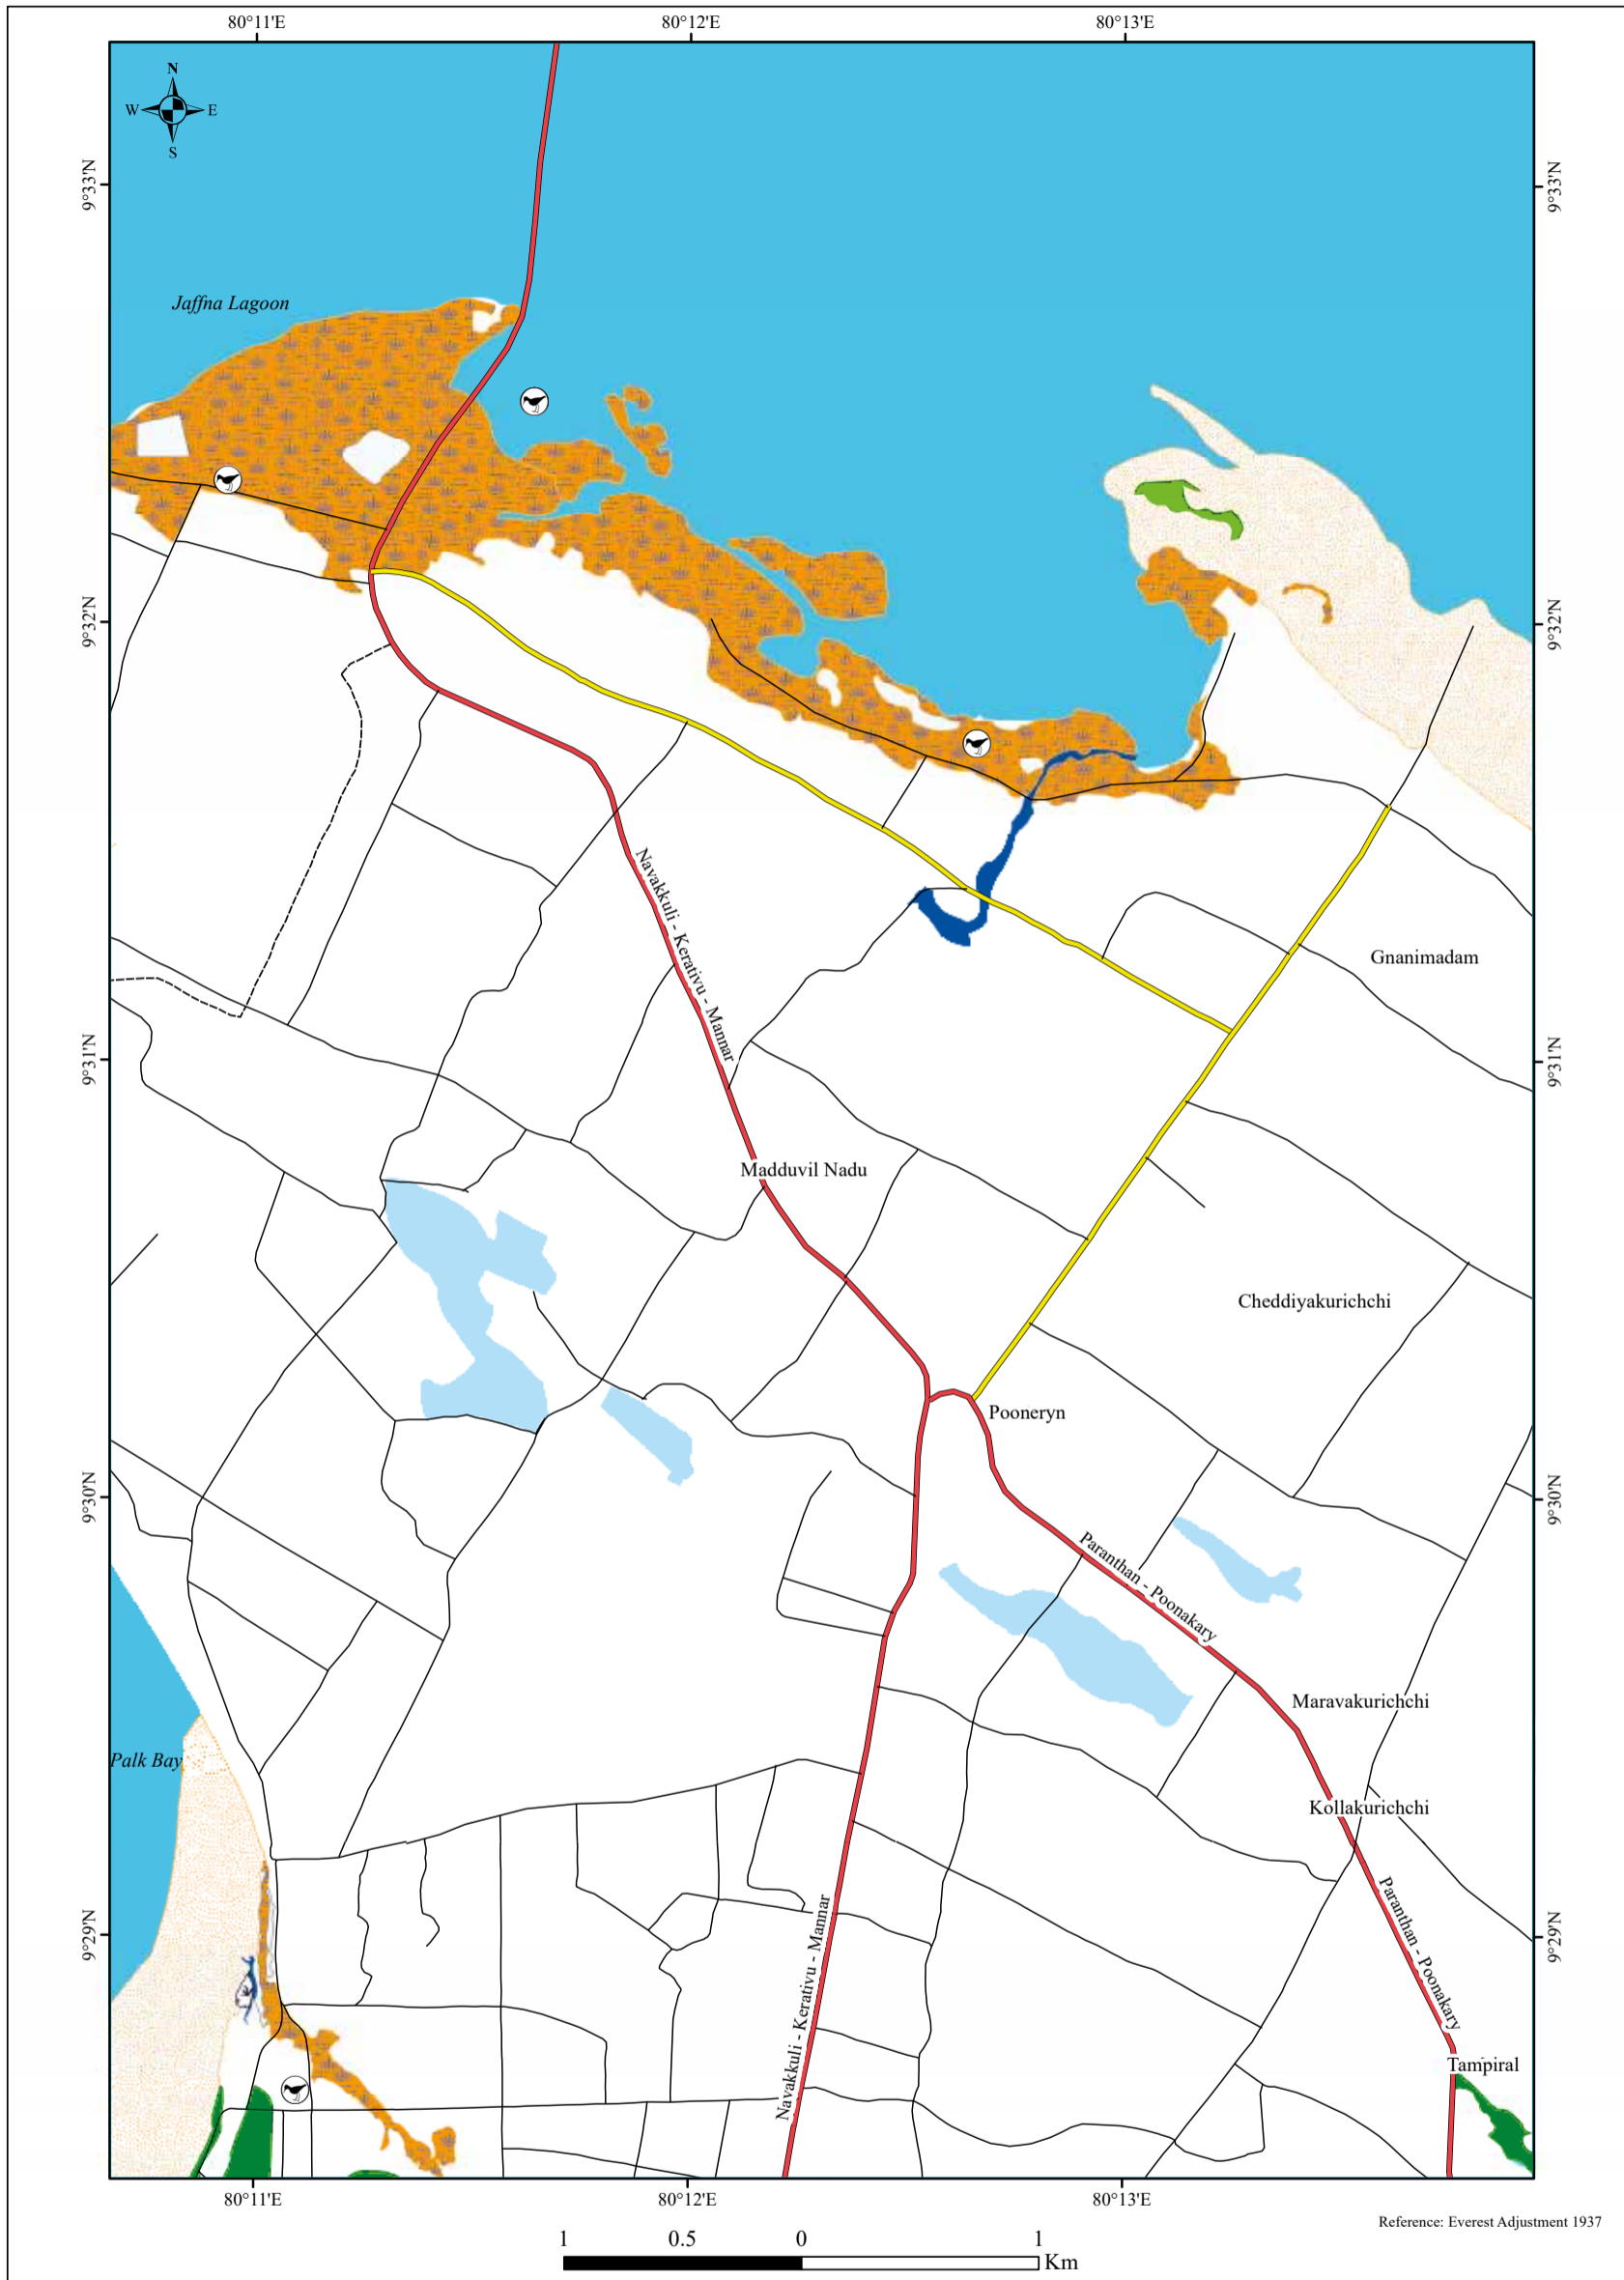 80°11'E
80°12'E
80°13'E
N
W
E
S
9°33'N
9°33'N
Jaffna Lagoon
9°32'N
9°32'N
Navakkuli - Kerativu - Mannar
Gnanimadam
9°31'N
9°31'N
Madduvil Nadu
Cheddiyakurichchi
Pooneryn
9°30'N
9°30'N
Paranthan - Poonakary
Maravakurichchi
Palk Bay
Kollakurichchi
Paranthan - Poonakary
Navakkuli - Kerativu - Mannar
9°29'N
9°29'N
Tampiral
80°11'E
80°12'E
80°13'E
Reference: Everest Adjustment 1937
1
0.5
0
1
Km